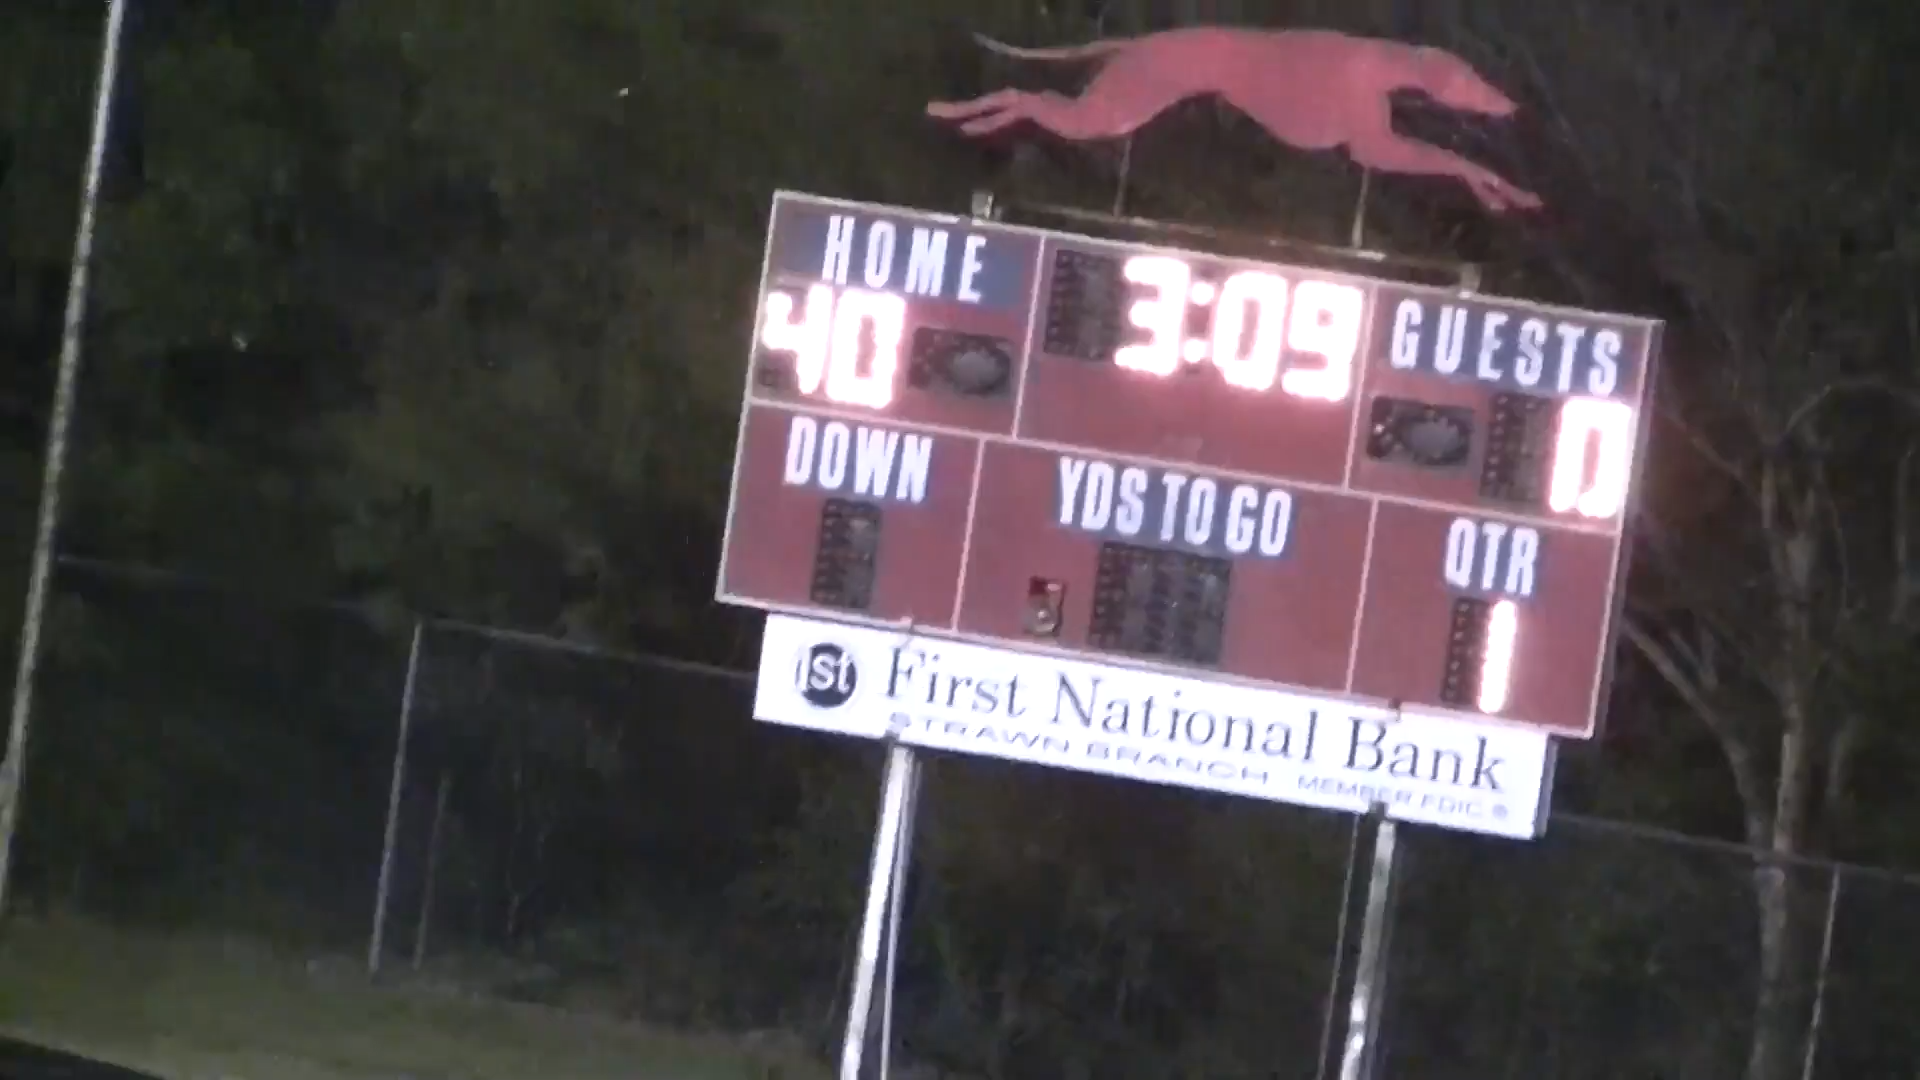 HOME
40
3:09
GUESTS
0
DOWN
YDS TO GO
QTR
1
1st First National Bank
STRAWN BRANCH MEMBER FDIC